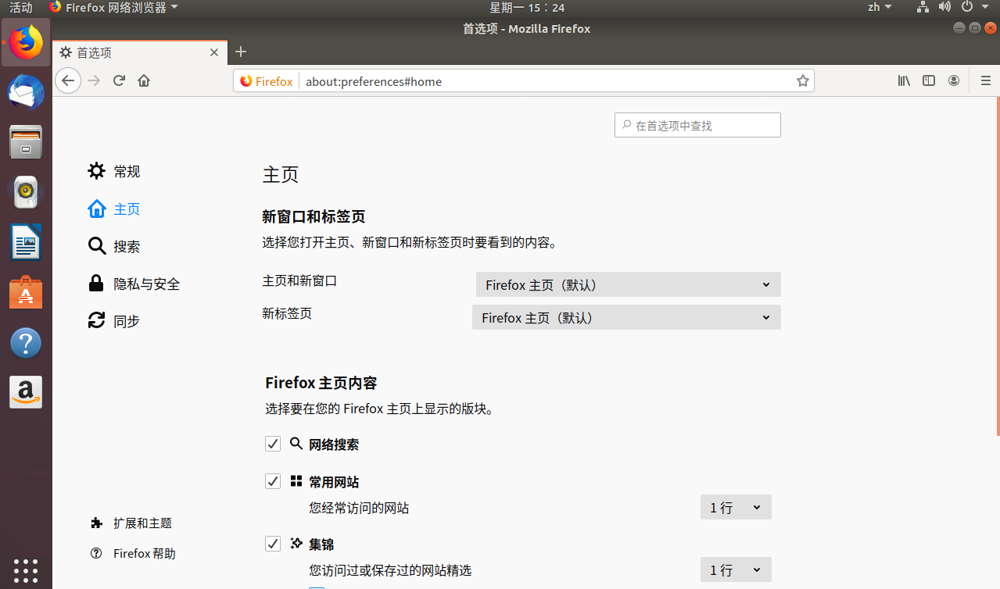 活动
Firefox 网络浏览器
星期一 15：24
zh
首选项 - Mozilla Firefox
首选项
Firefox
about:preferences#home
在首选项中查找
常规
主页
搜索
隐私与安全
同步
扩展和主题
Firefox 帮助
主页
新窗口和标签页
选择您打开主页、新窗口和新标签页时要看到的内容。
主页和新窗口
Firefox 主页（默认）
新标签页
Firefox 主页（默认）
Firefox 主页内容
选择要在您的 Firefox 主页上显示的版块。
网络搜索
常用网站
您经常访问的网站
1 行
集锦
您访问过或保存过的网站精选
1 行